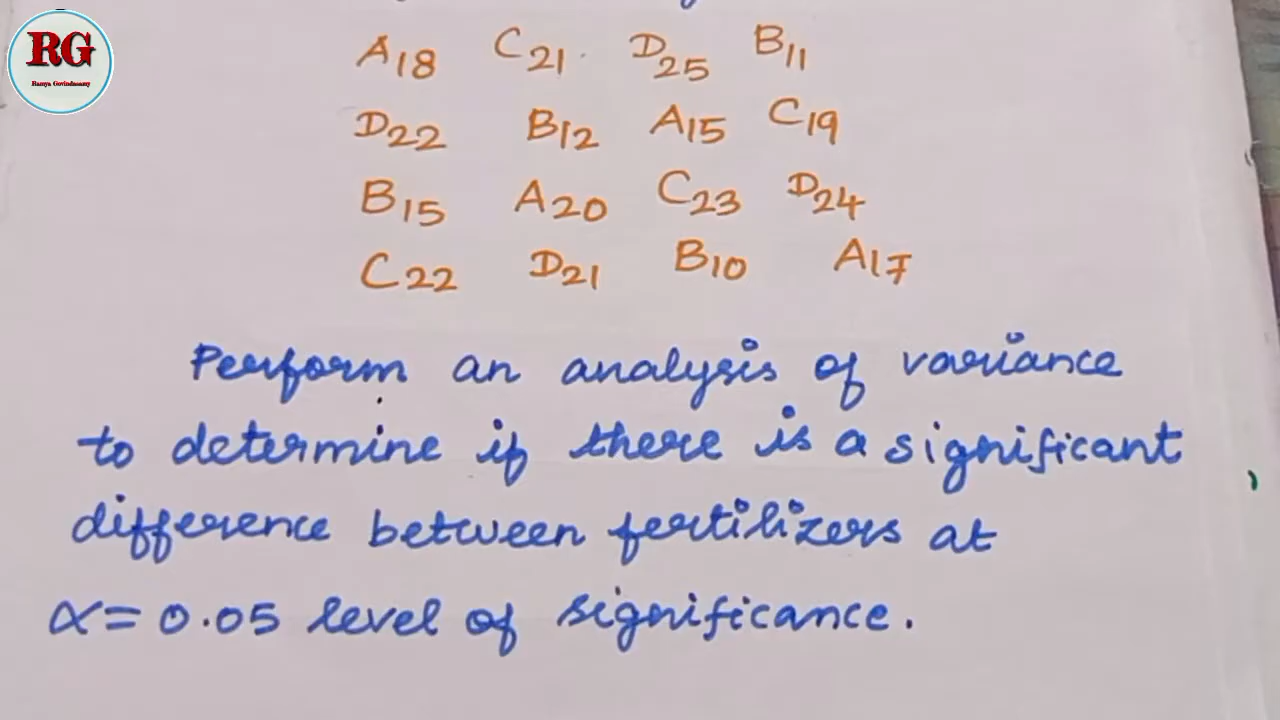 RG
Ramya Govindasamy
A18 C21 D25 B11
D22 B12 A15 C19
B15 A20 C23 D24
C22 D21 B10 A17
Perform an analysis of variance
to determine if there is a significant
difference between fertilizers at
α = 0.05 level of significance.